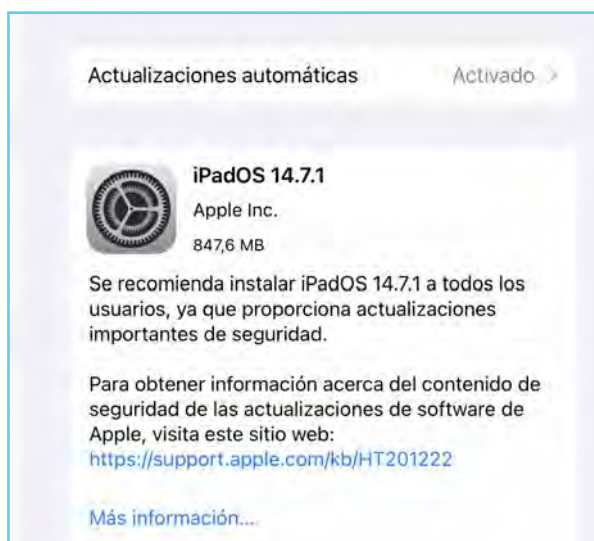 Actualizaciones automáticas Activado >
iPadOS 14.7.1
Apple Inc.
847,6 MB
Se recomienda instalar iPadOS 14.7.1 a todos los
usuarios, ya que proporciona actualizaciones
importantes de seguridad.
Para obtener información acerca del contenido de
seguridad de las actualizaciones de software de
Apple, visita este sitio web:
https://support.apple.com/kb/HT201222
Más información...